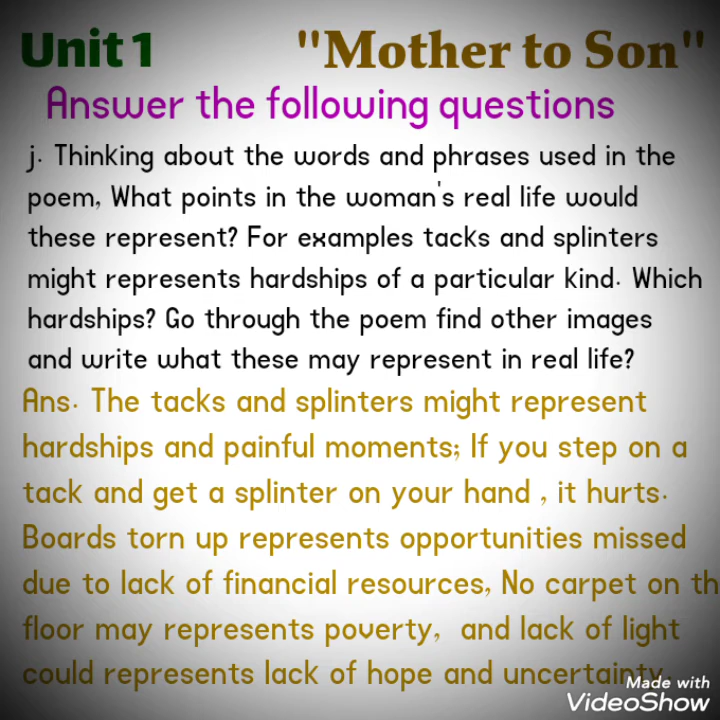 Unit 1 "Mother to Son"
Answer the following questions
j. Thinking about the words and phrases used in the
poem, What points in the woman's real life would
these represent? For examples tacks and splinters
might represents hardships of a particular kind. Which
hardships? Go through the poem find other images
and write what these may represent in real life?
Ans. The tacks and splinters might represent
hardships and painful moments; If you step on a
tack and get a splinter on your hand , it hurts.
Boards torn up represents opportunities missed
due to lack of financial resources, No carpet on th
floor may represents poverty, and lack of light
could represents lack of hope and uncertainty.
Made with
VideoShow